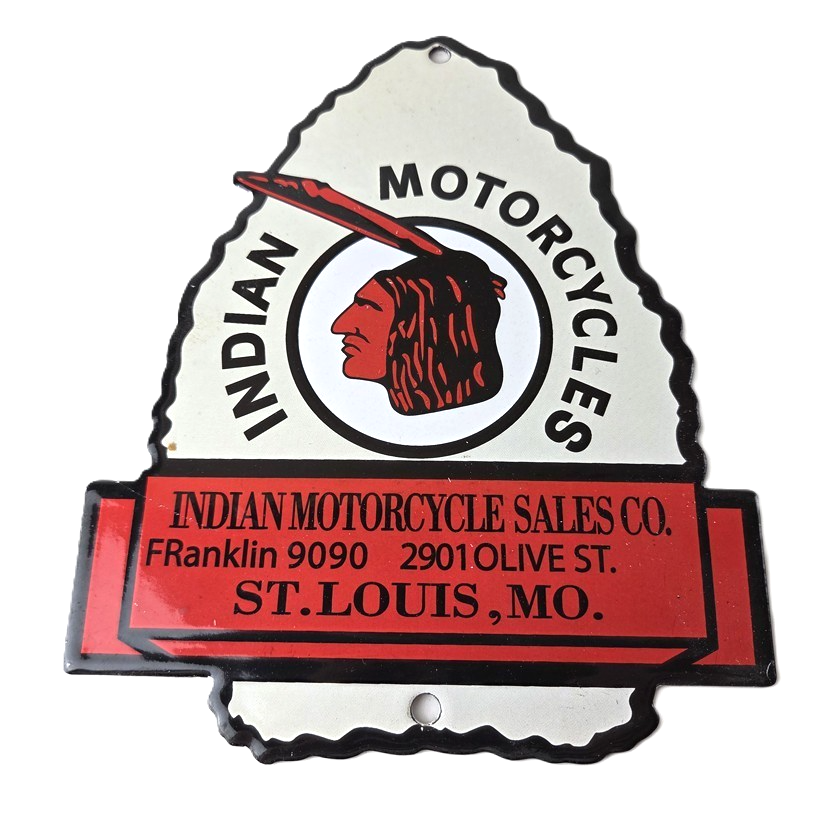 INDIAN MOTORCYCLES
INDIAN MOTORCYCLE SALES CO.
FRanklin 9090 2901 OLIVE ST.
ST. LOUIS, MO.